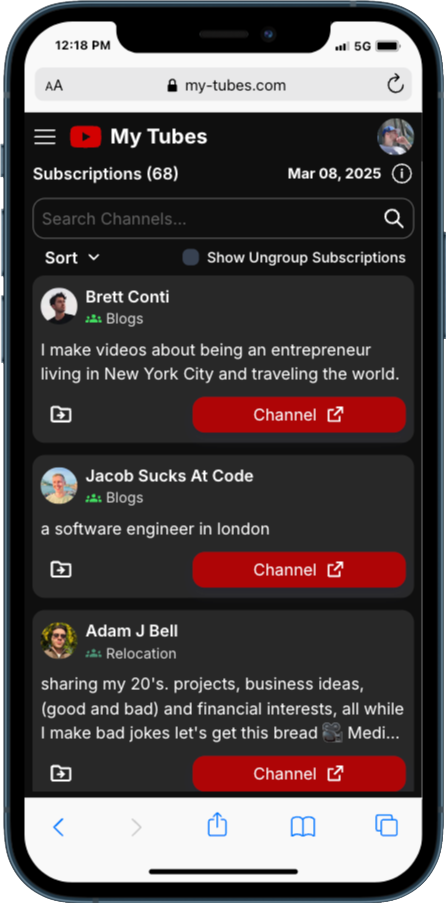 12:18 PM 5G
AA my-tubes.com
My Tubes
Subscriptions (68) Mar 08, 2025
Search Channels...
Sort Show Ungroup Subscriptions
Brett Conti
Blogs
I make videos about being an entrepreneur
living in New York City and traveling the world.
Channel
Jacob Sucks At Code
Blogs
a software engineer in london
Channel
Adam J Bell
Relocation
sharing my 20's. projects, business ideas,
(good and bad) and financial interests, all while
I make bad jokes let's get this bread 🎥 Medi...
Channel